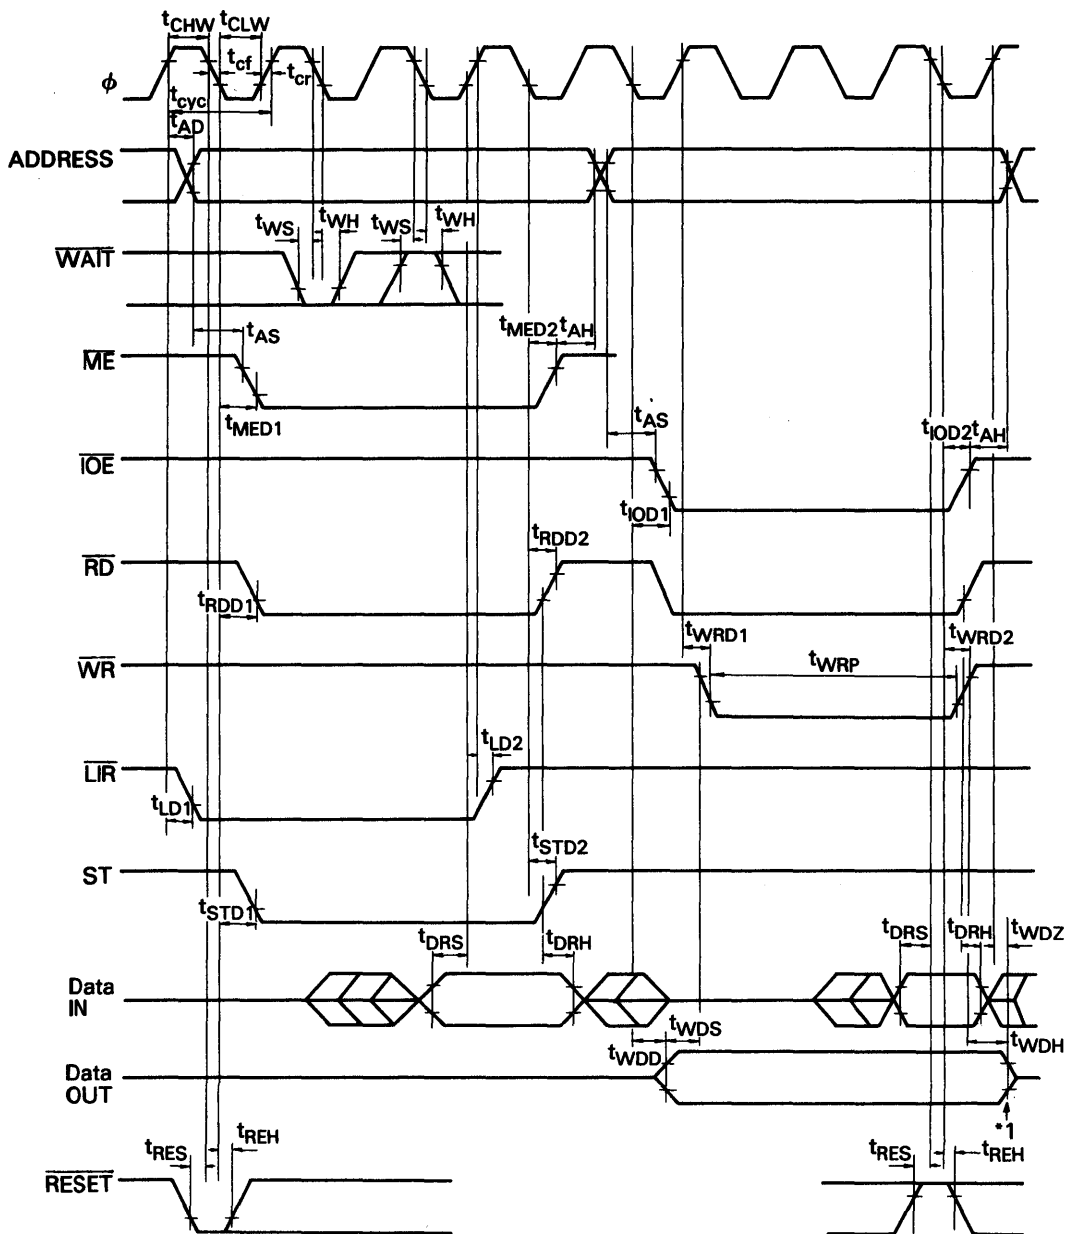 tCHW tCLW
tcf
tcr
ϕ
tcyc
tAD
ADDRESS
tWS tWH tWS tWH
WAIT
tAS
tMED2 tAH
ME
tMED1
tAS
tIOD2 tAH
IOE
tIOD1
tRDD2
RD
tRDD1
tWRD1
tWRD2
tWRP
WR
tLD2
LIR
tLD1
tSTD2
ST
tSTD1
tDRS tDRH tDRS tDRH tWDZ
Data
IN
tWDS
tWDH
tWDD
Data
OUT
*1
tRES tREH tRES tREH
RESET